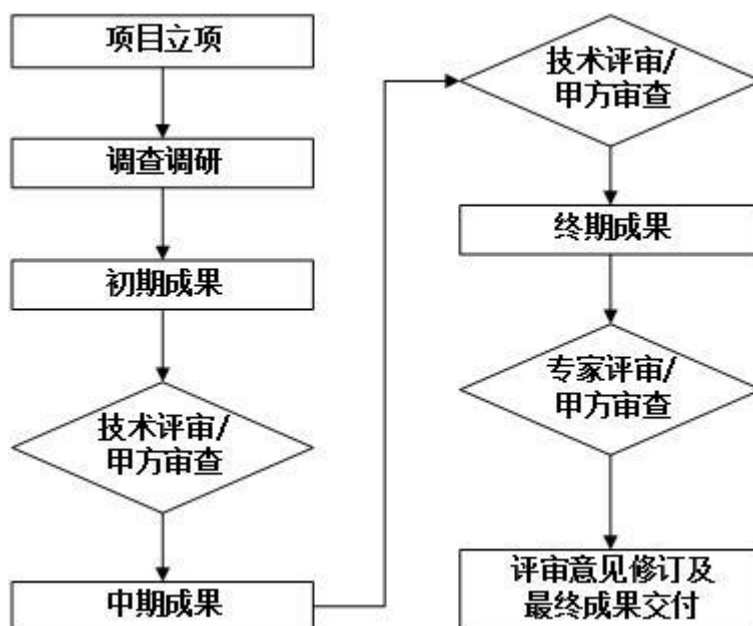 项目立项
调查调研
初期成果
技术评审/
甲方审查
中期成果
技术评审/
甲方审查
终期成果
专家评审/
甲方审查
评审意见修订及
最终成果交付